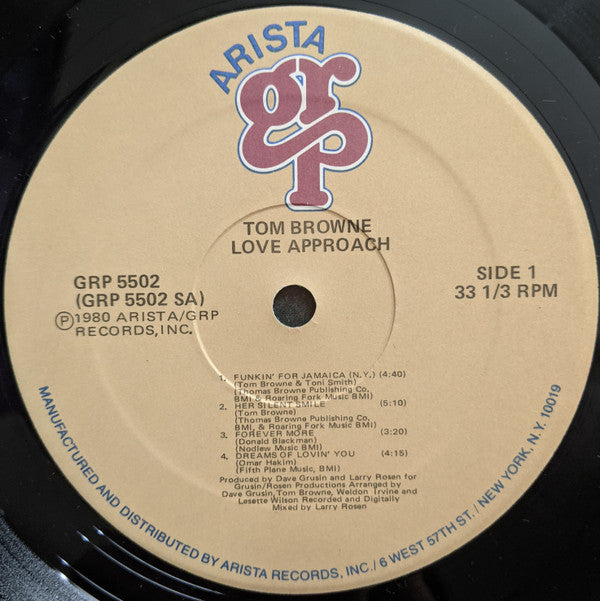 ARISTA
grp
TOM BROWNE
LOVE APPROACH
GRP 5502
(GRP 5502 SA)
Ⓟ1980 ARISTA/GRP
RECORDS, INC.
SIDE 1
33 1/3 RPM
1. FUNKIN' FOR JAMAICA (N.Y.) (4:40)
(Tom Browne & Toni Smith)
(Thomas Browne Publishing Co.
BMI & Roaring Fork Music BMI)
2. HER SILENT SMILE (5:10)
(Tom Browne)
(Thomas Browne Publishing Co.
BMI, & Roaring Fork Music BMI)
3. FOREVER MORE (3:20)
(Donald Blackman)
(Nodlew Music BMI)
4. DREAMS OF LOVIN' YOU (4:15)
(Omar Hakim)
(Fifth Plane Music, BMI)
Produced by Dave Grusin and Larry Rosen for
Grusin/Rosen Productions Arranged by
Dave Grusin, Tom Browne, Weldon Irvine and
Lesette Wilson Recorded and Digitally
Mixed by Larry Rosen
MANUFACTURED AND DISTRIBUTED BY ARISTA RECORDS, INC. / 6 WEST 57TH ST. / NEW YORK, N.Y. 10019